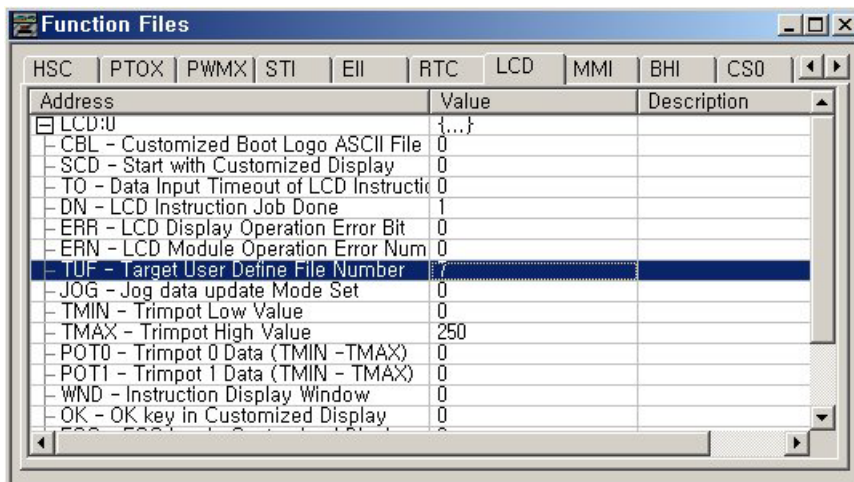 Function Files
HSC PTOX PWMX STI EII RTC LCD MMI BHI CS0
Address Value Description
LCD:0 {...}
CBL - Customized Boot Logo ASCII File 0
SCD - Start with Customized Display 0
TO - Data Input Timeout of LCD Instructi 0
DN - LCD Instruction Job Done 1
ERR - LCD Display Operation Error Bit 0
ERN - LCD Module Operation Error Num 0
TUF - Target User Define File Number 7
JOG - Jog data update Mode Set 0
TMIN - Trimpot Low Value 0
TMAX - Trimpot High Value 250
POT0 - Trimpot 0 Data (TMIN -TMAX) 0
POT1 - Trimpot 1 Data (TMIN - TMAX) 0
WND - Instruction Display Window 0
OK - OK key in Customized Display 0